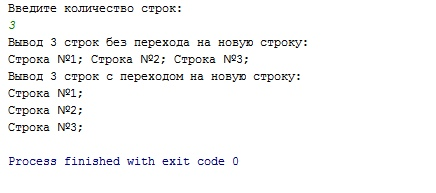 Введите количество строк:
3
Вывод 3 строк без перехода на новую строку:
Строка №1; Строка №2; Строка №3;
Вывод 3 строк с переходом на новую строку:
Строка №1;
Строка №2;
Строка №3;
Process finished with exit code 0